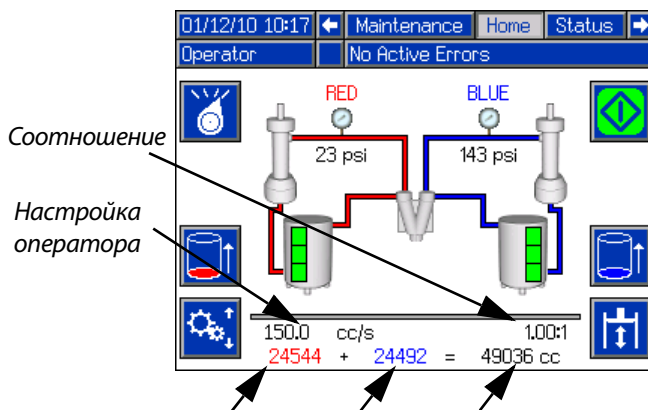 01/12/10 10:17 Maintenance Home Status
Operator No Active Errors
RED BLUE
Соотношение
23 psi 143 psi
Настройка
оператора
150.0 cc/s 1.00:1
24544 + 24492 = 49036 cc